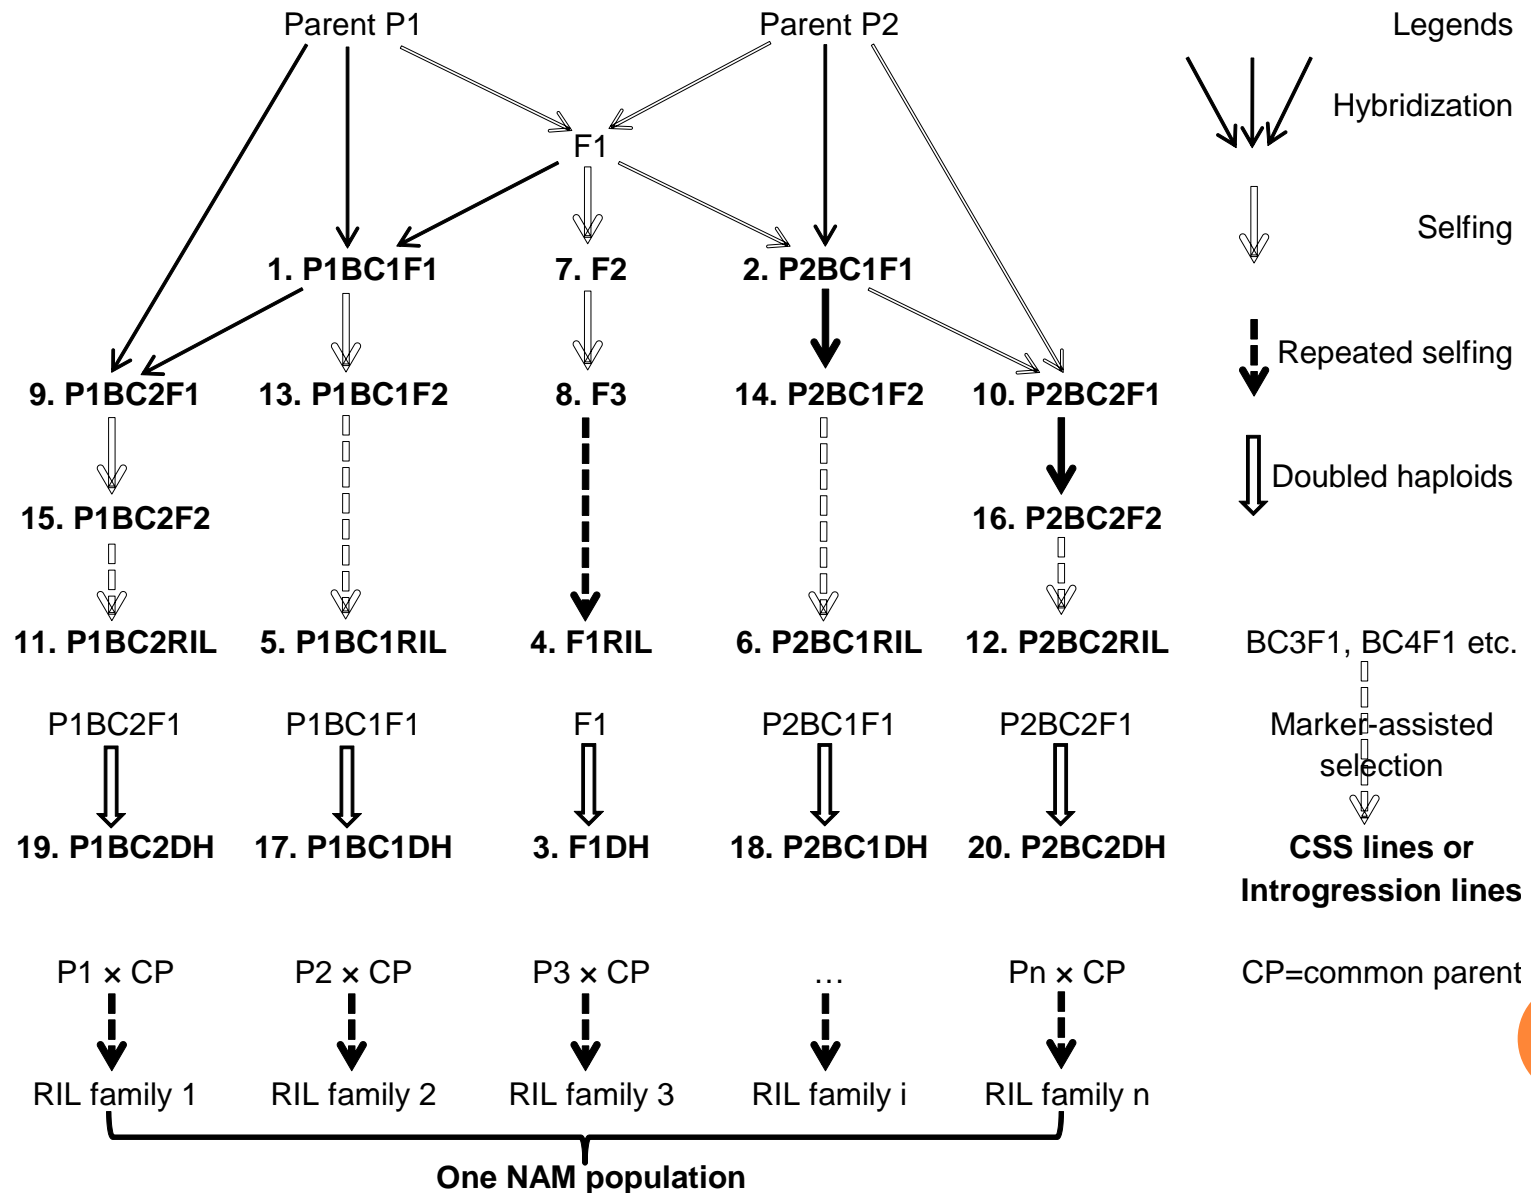 Parent P1 Parent P2 Legends
Hybridization
F1
Selfing
1. P1BC1F1 7. F2 2. P2BC1F1
Repeated selfing
9. P1BC2F1 13. P1BC1F2 8. F3 14. P2BC1F2 10. P2BC2F1
Doubled haploids
15. P1BC2F2 16. P2BC2F2
11. P1BC2RIL 5. P1BC1RIL 4. F1RIL 6. P2BC1RIL 12. P2BC2RIL BC3F1, BC4F1 etc.
P1BC2F1 P1BC1F1 F1 P2BC1F1 P2BC2F1 Marker-assisted
selection
19. P1BC2DH 17. P1BC1DH 3. F1DH 18. P2BC1DH 20. P2BC2DH CSS lines or
Introgression lines
P1 × CP P2 × CP P3 × CP … Pn × CP CP=common parent
RIL family 1 RIL family 2 RIL family 3 RIL family i RIL family n
One NAM population